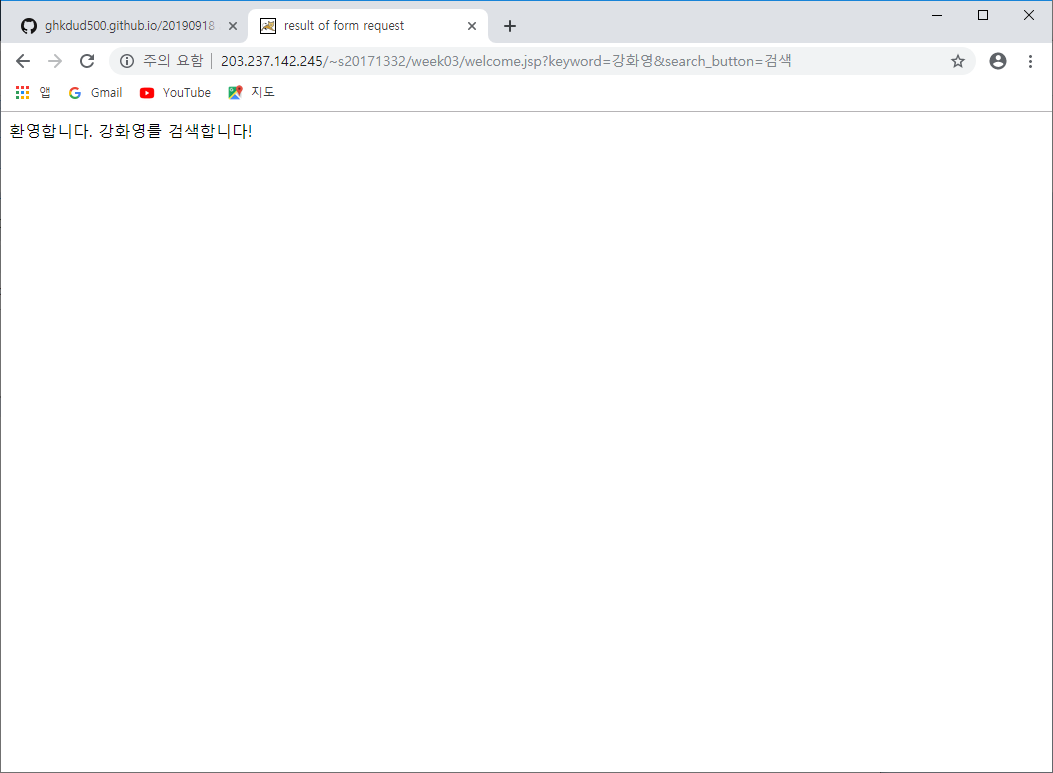 ghkdud500.github.io/20190918
result of form request
주의 요함 | 203.237.142.245/~s20171332/week03/welcome.jsp?keyword=강화영&search_button=검색
앱 Gmail YouTube 지도
환영합니다. 강화영를 검색합니다!